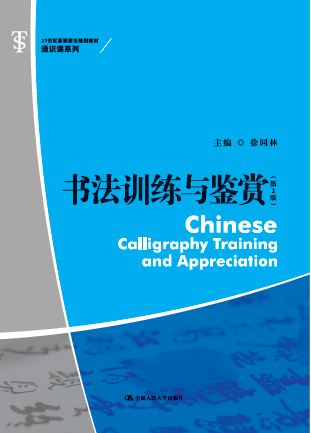 21世纪高职高专规划教材
通识课系列
主编 ◎ 徐同林
书法训练与鉴赏(第2版)
Chinese
Calligraphy Training
and Appreciation
中国人民大学出版社